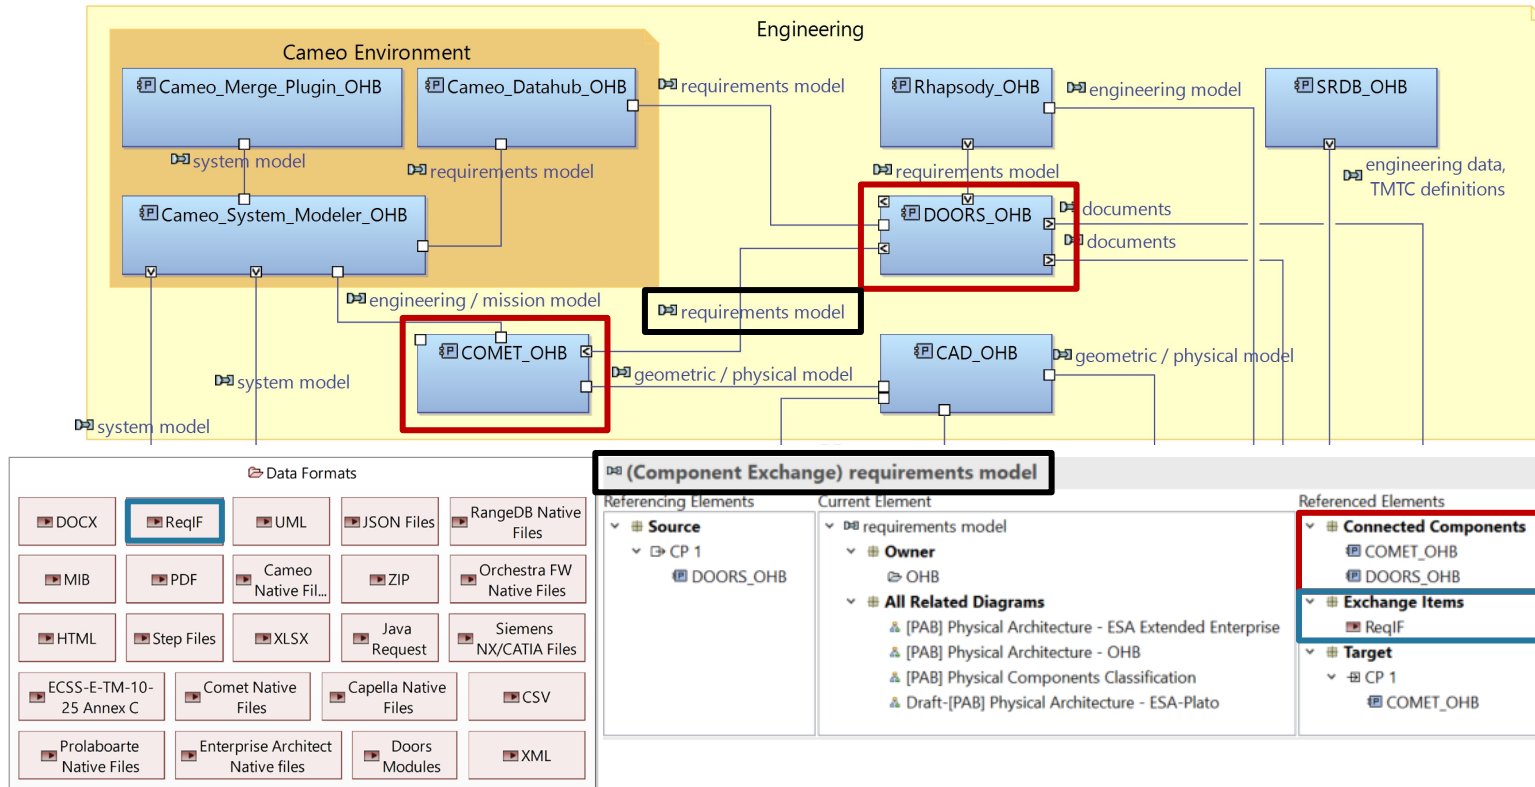 Engineering
Cameo Environment
Cameo_Merge_Plugin_OHB
Cameo_Datahub_OHB
requirements model
Rhapsody_OHB
engineering model
SRDB_OHB
system model
requirements model
requirements model
engineering data,
TMTC definitions
Cameo_System_Modeler_OHB
DOORS_OHB
documents
documents
engineering / mission model
requirements model
COMET_OHB
CAD_OHB
geometric / physical model
geometric / physical model
system model
system model
Data Formats
DOCX
ReqIF
UML
JSON Files
RangeDB Native
Files
MIB
PDF
Cameo
Native Fil...
ZIP
Orchestra FW
Native Files
HTML
Step Files
XLSX
Java
Request
Siemens
NX/CATIA Files
ECSS-E-TM-10-
25 Annex C
Comet Native
Files
Capella Native
Files
CSV
Prolaboarte
Native Files
Enterprise Architect
Native files
Doors
Modules
XML
(Component Exchange) requirements model
Referencing Elements
Source
CP 1
DOORS_OHB
Current Element
requirements model
Owner
OHB
All Related Diagrams
[PAB] Physical Architecture - ESA Extended Enterprise
[PAB] Physical Architecture - OHB
[PAB] Physical Components Classification
Draft-[PAB] Physical Architecture - ESA-Plato
Referenced Elements
Connected Components
COMET_OHB
DOORS_OHB
Exchange Items
ReqIF
Target
CP 1
COMET_OHB